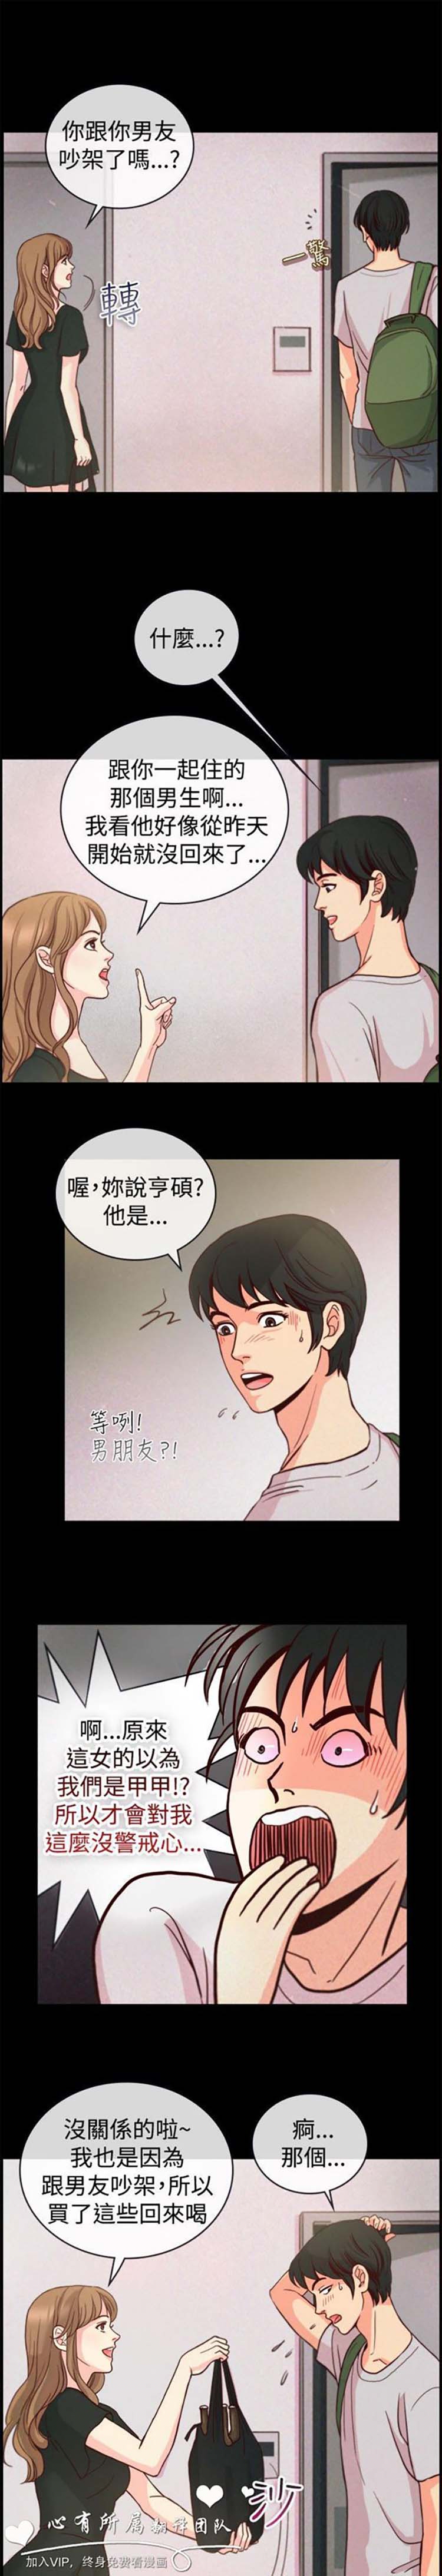 你跟你男友
吵架了嗎...?
轉
一驚
什麼...?
跟你一起住的
那個男生啊...
我看他好像從昨天
開始就沒回來了...
喔，妳說亨碩?
他是...
等咧!
男朋友?!
啊...原來
這女的以為
我們是甲甲!?
所以才會對我
這麼沒警戒心...
沒關係的啦~
我也是因為
跟男友吵架，所以
買了這些回來喝
痾...
那個...
沙
心有所属翻译团队
加入VIP，终身免费看漫画